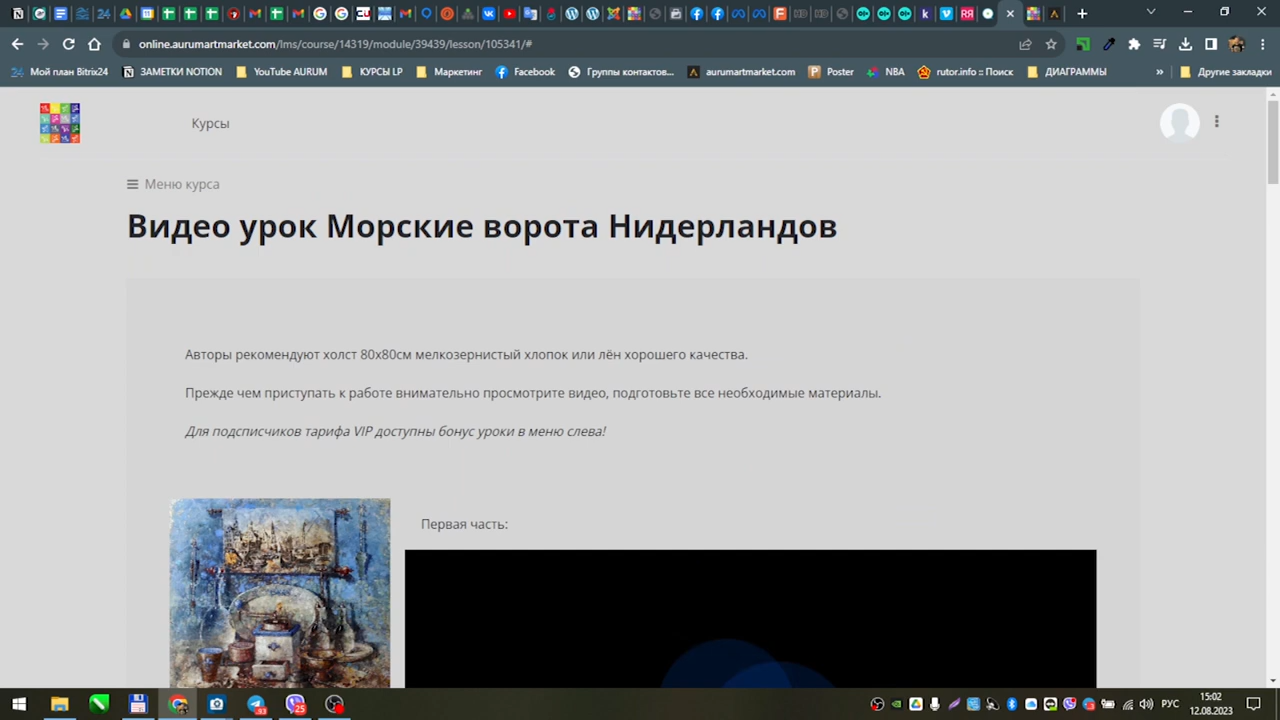 online.aurumartmarket.com/lms/course/14319/module/39439/lesson/105341/#
Мой план Bitrix24
ЗАМЕТКИ NOTION
YouTube AURUM
КУРСЫ LP
Маркетинг
Facebook
Группы контактов...
aurumartmarket.com
Poster
NBA
rutor.info :: Поиск
ДИАГРАММЫ
»
Другие закладки
Курсы
Меню курса
Видео урок Морские ворота Нидерландов
Авторы рекомендуют холст 80х80см мелкозернистый хлопок или лён хорошего качества.
Прежде чем приступать к работе внимательно просмотрите видео, подготовьте все необходимые материалы.
Для подсписчиков тарифа VIP доступны бонус уроки в меню слева!
Первая часть:
РУС
15:02
12.08.2023